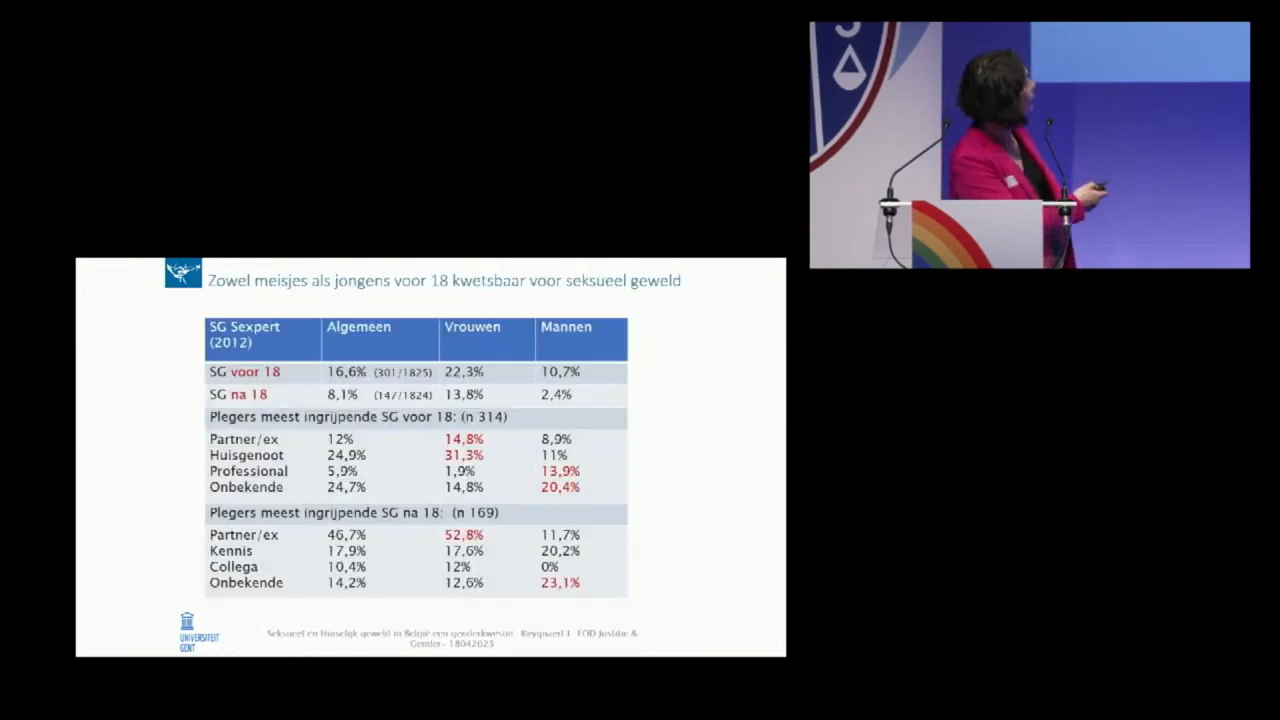 Zowel meisjes als jongens voor 18 kwetsbaar voor seksueel geweld
SG Sexpert (2012) Algemeen Vrouwen Mannen
SG voor 18 16,6% (301/1825) 22,3% 10,7%
SG na 18 8,1% (147/1824) 13,8% 2,4%
Plegers meest ingrijpende SG voor 18: (n 314)
Partner/ex 12% 14,8% 8,9%
Huisgenoot 24,9% 31,3% 11%
Professional 5,9% 1,9% 13,9%
Onbekende 24,7% 14,8% 20,4%
Plegers meest ingrijpende SG na 18: (n 169)
Partner/ex 46,7% 52,8% 11,7%
Kennis 17,9% 17,6% 20,2%
Collega 10,4% 12% 0%
Onbekende 14,2% 12,6% 23,1%
Seksueel en Huiselijk geweld in België een genderkwestie - Keygnaert I - FOD Justitie &
Gender - 18042023
UNIVERSITEIT
GENT